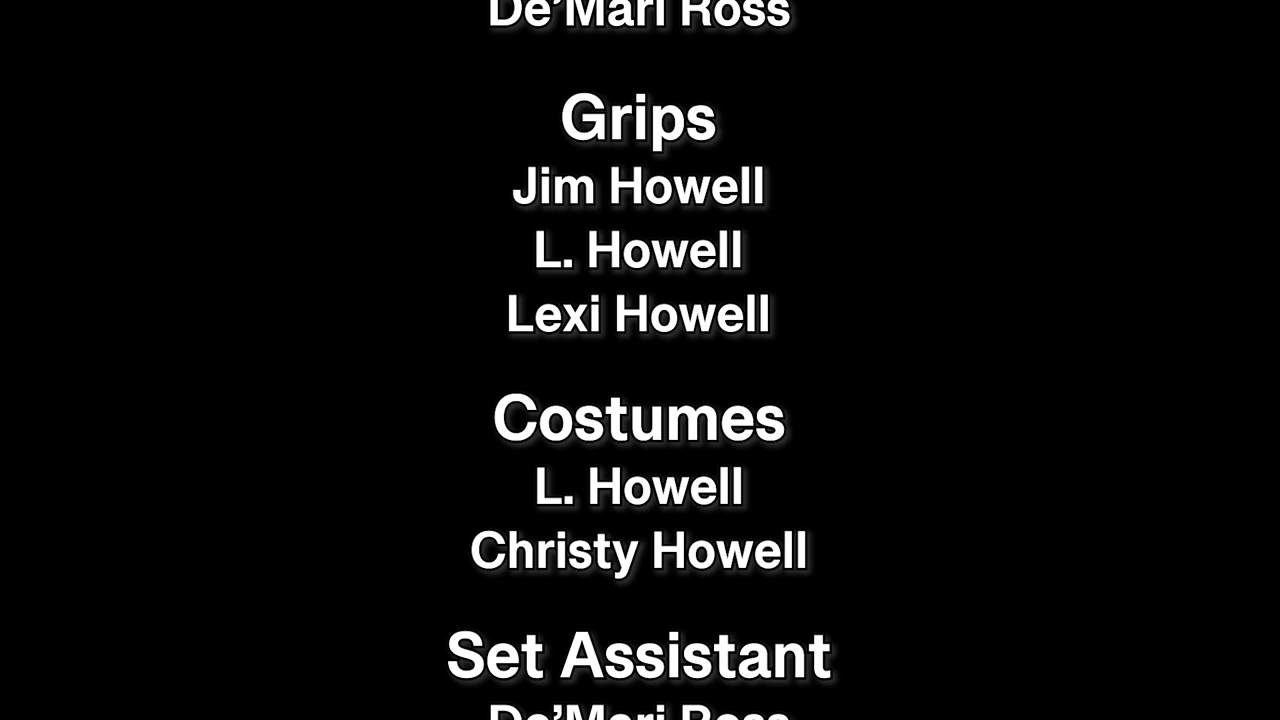 De’Mari Ross
Grips
Jim Howell
L. Howell
Lexi Howell
Costumes
L. Howell
Christy Howell
Set Assistant
De’Mari Ross